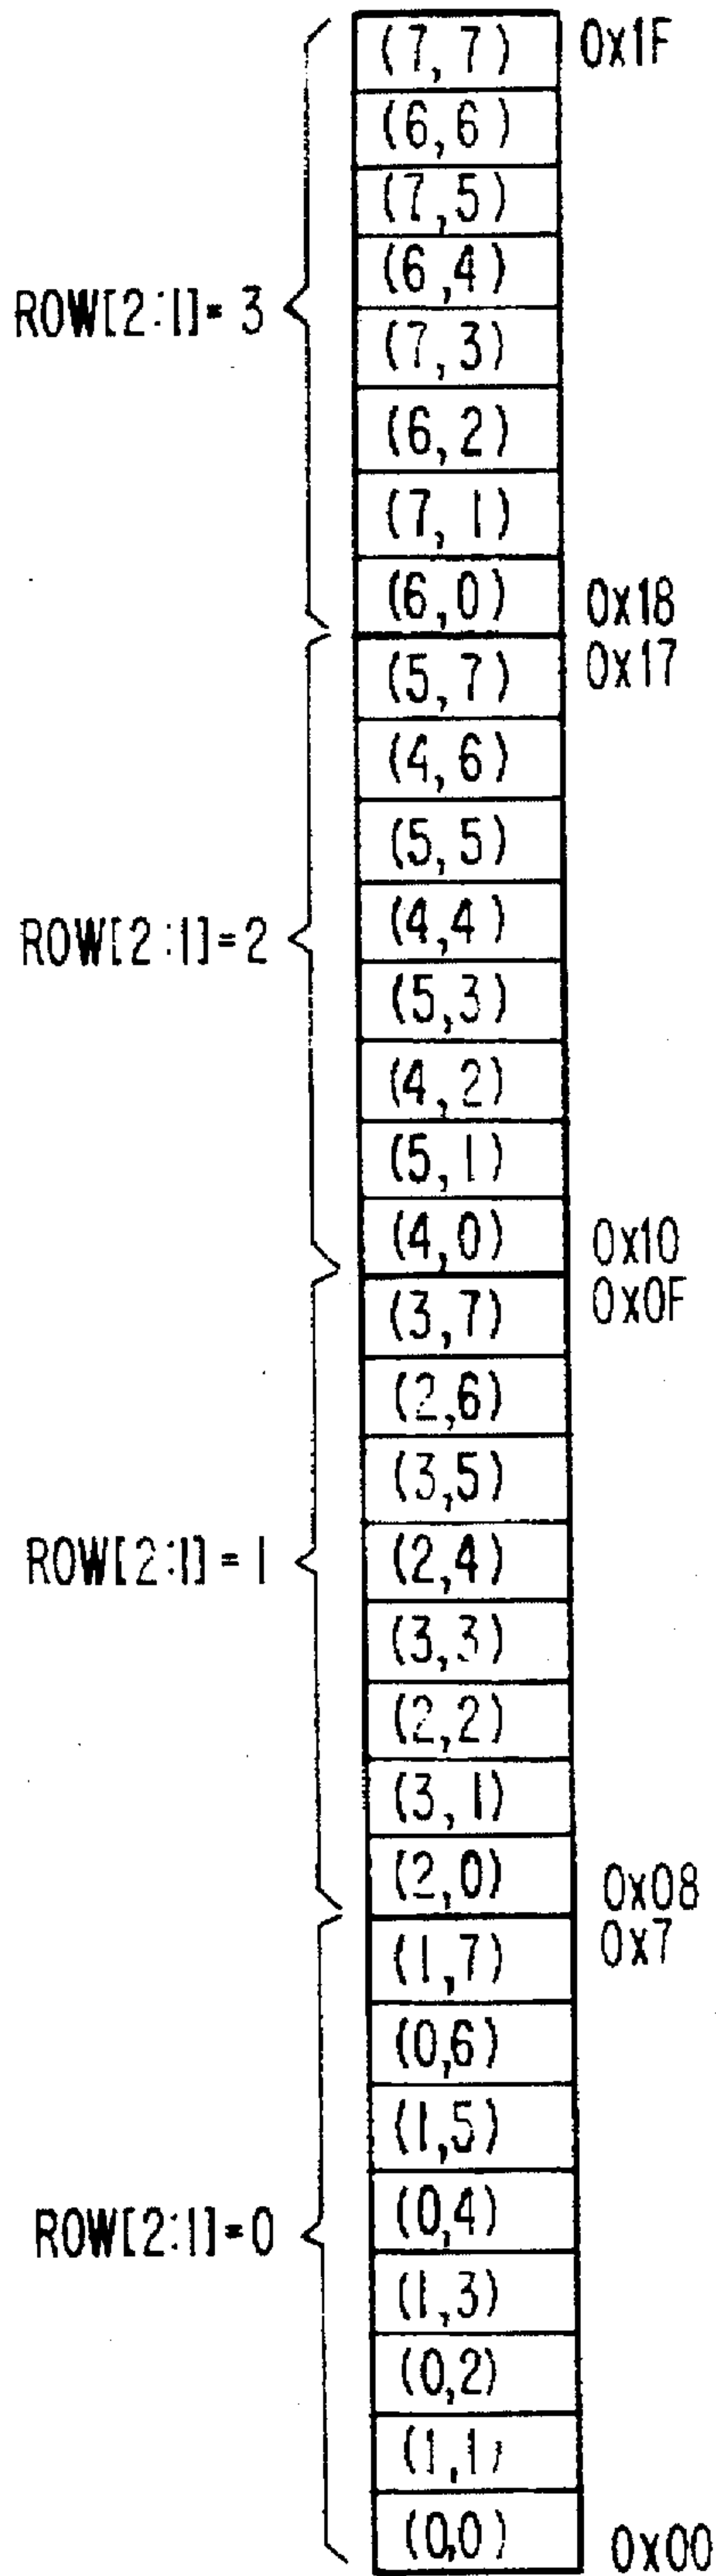 (7,7) 0x1F
(6,6)
(7,5)
(6,4)
ROW[2:1]= 3
(7,3)
(6,2)
(7,1)
(6,0) 0x18
(5,7) 0x17
(4,6)
(5,5)
ROW[2:1]=2 (4,4)
(5,3)
(4,2)
(5,1)
(4,0) 0x10
(3,7) 0x0F
(2,6)
(3,5)
ROW[2:1]=1 (2,4)
(3,3)
(2,2)
(3,1)
(2,0) 0x08
(1,7) 0x7
(0,6)
(1,5)
ROW[2:1]=0 (0,4)
(1,3)
(0,2)
(1,1)
(0,0) 0x00